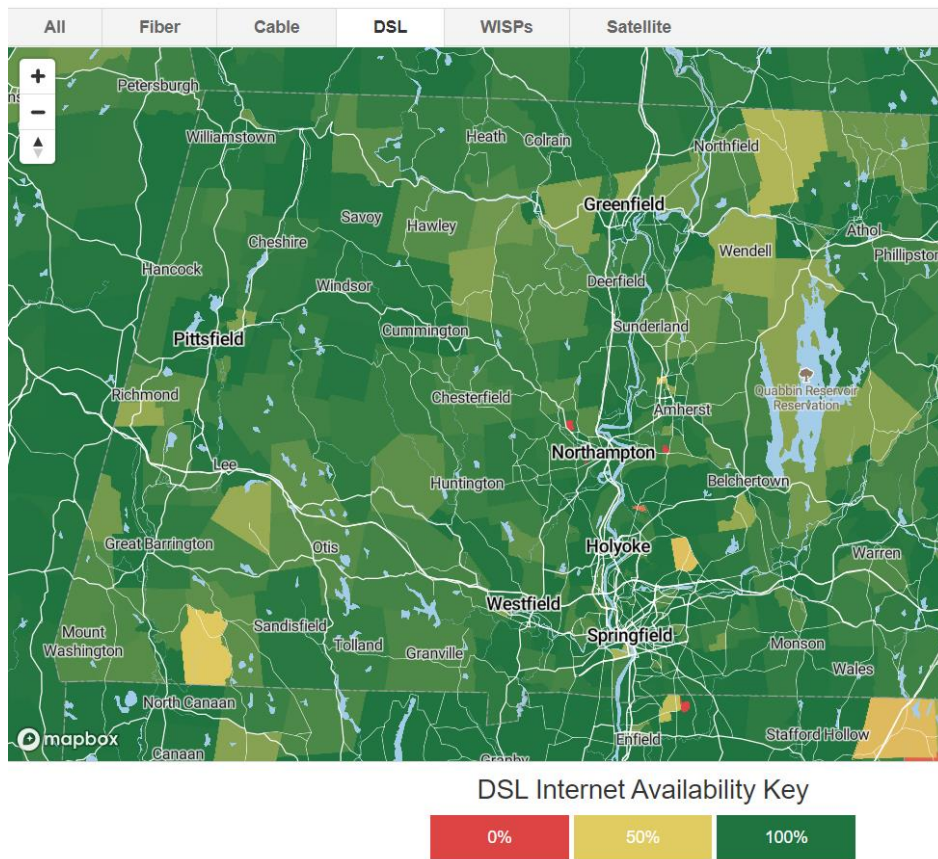 All Fiber Cable DSL WISPs Satellite
+
−
Petersburgh
Williamstown
Heath Colrain
Northfield
Greenfield
Savoy
Hawley
Cheshire
Athol
Wendell
Phillipston
Hancock
Windsor
Deerfield
Pittsfield
Cummington
Sunderland
Richmond
Chesterfield
Quabbin Reservoir
Reservation
Amherst
Northampton
Lee
Huntington
Belchertown
Great Barrington
Otis
Holyoke
Warren
Westfield
Mount
Washington
Sandisfield
Tolland
Granville
Springfield
Monson
Wales
North Canaan
mapbox
Canaan
Granby
Enfield
Stafford Hollow
DSL Internet Availability Key
0% 50% 100%